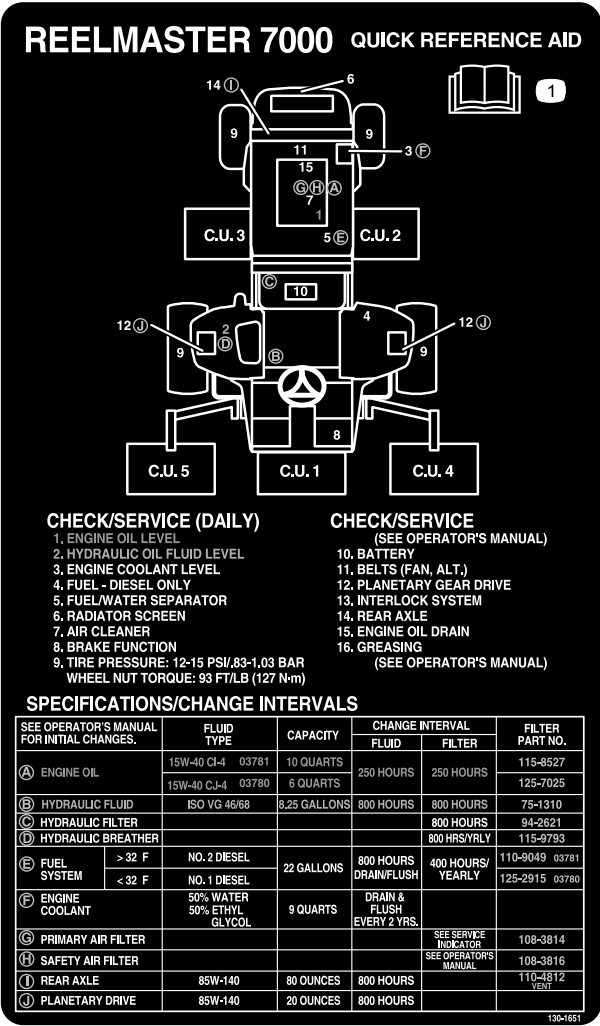 REELMASTER 7000 QUICK REFERENCE AID
1
14 Ⓘ
6
9
9
11
3 Ⓕ
15
Ⓖ Ⓗ Ⓐ
7
1
C.U. 3
5 Ⓔ
C.U. 2
Ⓒ
10
4
12 Ⓙ
2
Ⓓ
12 Ⓙ
9
Ⓑ
9
8
C.U. 5
C.U. 1
C.U. 4
CHECK/SERVICE (DAILY)
1. ENGINE OIL LEVEL
2. HYDRAULIC OIL FLUID LEVEL
3. ENGINE COOLANT LEVEL
4. FUEL - DIESEL ONLY
5. FUEL/WATER SEPARATOR
6. RADIATOR SCREEN
7. AIR CLEANER
8. BRAKE FUNCTION
9. TIRE PRESSURE: 12-15 PSI/.83-1.03 BAR
WHEEL NUT TORQUE: 93 FT/LB (127 N·m)
CHECK/SERVICE
(SEE OPERATOR'S MANUAL)
10. BATTERY
11. BELTS (FAN, ALT,)
12. PLANETARY GEAR DRIVE
13. INTERLOCK SYSTEM
14. REAR AXLE
15. ENGINE OIL DRAIN
16. GREASING
(SEE OPERATOR'S MANUAL)
SPECIFICATIONS/CHANGE INTERVALS
SEE OPERATOR'S MANUAL FOR INITIAL CHANGES. FLUID TYPE CAPACITY CHANGE INTERVAL FLUID FILTER FILTER PART NO.
Ⓐ ENGINE OIL 15W-40 CI-4 03781 10 QUARTS 250 HOURS 250 HOURS 115-8527
15W-40 CJ-4 03780 6 QUARTS 125-7025
Ⓑ HYDRAULIC FLUID ISO VG 46/68 8.25 GALLONS 800 HOURS 800 HOURS 75-1310
Ⓒ HYDRAULIC FILTER 800 HOURS 94-2621
Ⓓ HYDRAULIC BREATHER 800 HRS/YRLY 115-9793
Ⓔ FUEL SYSTEM > 32 F NO. 2 DIESEL 22 GALLONS 800 HOURS DRAIN/FLUSH 400 HOURS/ YEARLY 110-9049 03781
< 32 F NO. 1 DIESEL 125-2915 03780
Ⓕ ENGINE COOLANT 50% WATER 50% ETHYL GLYCOL 9 QUARTS DRAIN & FLUSH EVERY 2 YRS.
Ⓖ PRIMARY AIR FILTER SEE SERVICE INDICATOR 108-3814
Ⓗ SAFETY AIR FILTER SEE OPERATOR'S MANUAL 108-3816
Ⓘ REAR AXLE 85W-140 80 OUNCES 800 HOURS 110-4812 VENT
Ⓙ PLANETARY DRIVE 85W-140 20 OUNCES 800 HOURS
130-1651